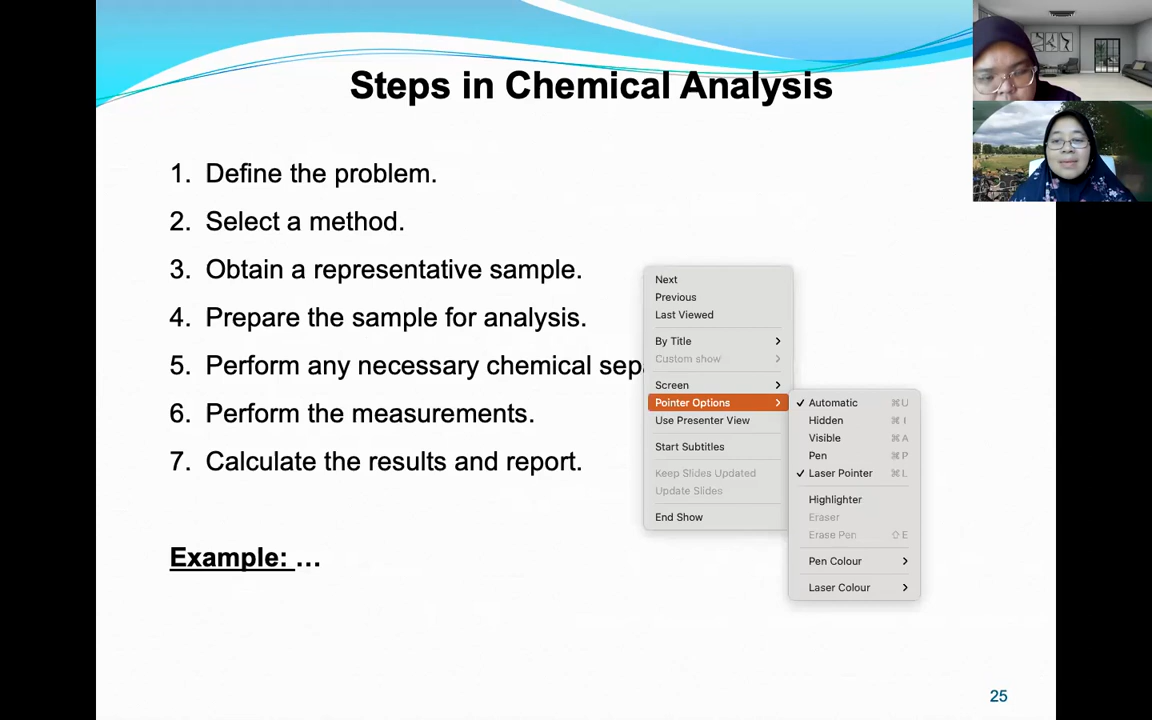 Steps in Chemical Analysis
1. Define the problem.
2. Select a method.
3. Obtain a representative sample.
4. Prepare the sample for analysis.
5. Perform any necessary chemical
6. Perform the measurements.
7. Calculate the results and report.
Example: …
Next
Previous
Last Viewed
By Title
Custom show
Screen
Pointer Options
Use Presenter View
Start Subtitles
Keep Slides Updated
Update Slides
End Show
Automatic ⌘U
Hidden ⌘I
Visible ⌘A
Pen ⌘P
Laser Pointer ⌘L
Highlighter
Eraser
Erase Pen ⇧E
Pen Colour
Laser Colour
25